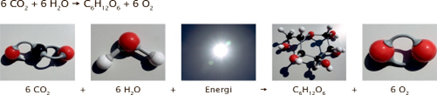 6 CO₂ + 6 H₂O → C₆H₁₂O₆ + 6 O₂
6 CO₂ + 6 H₂O + Energi → C₆H₁₂O₆ 6 O₂